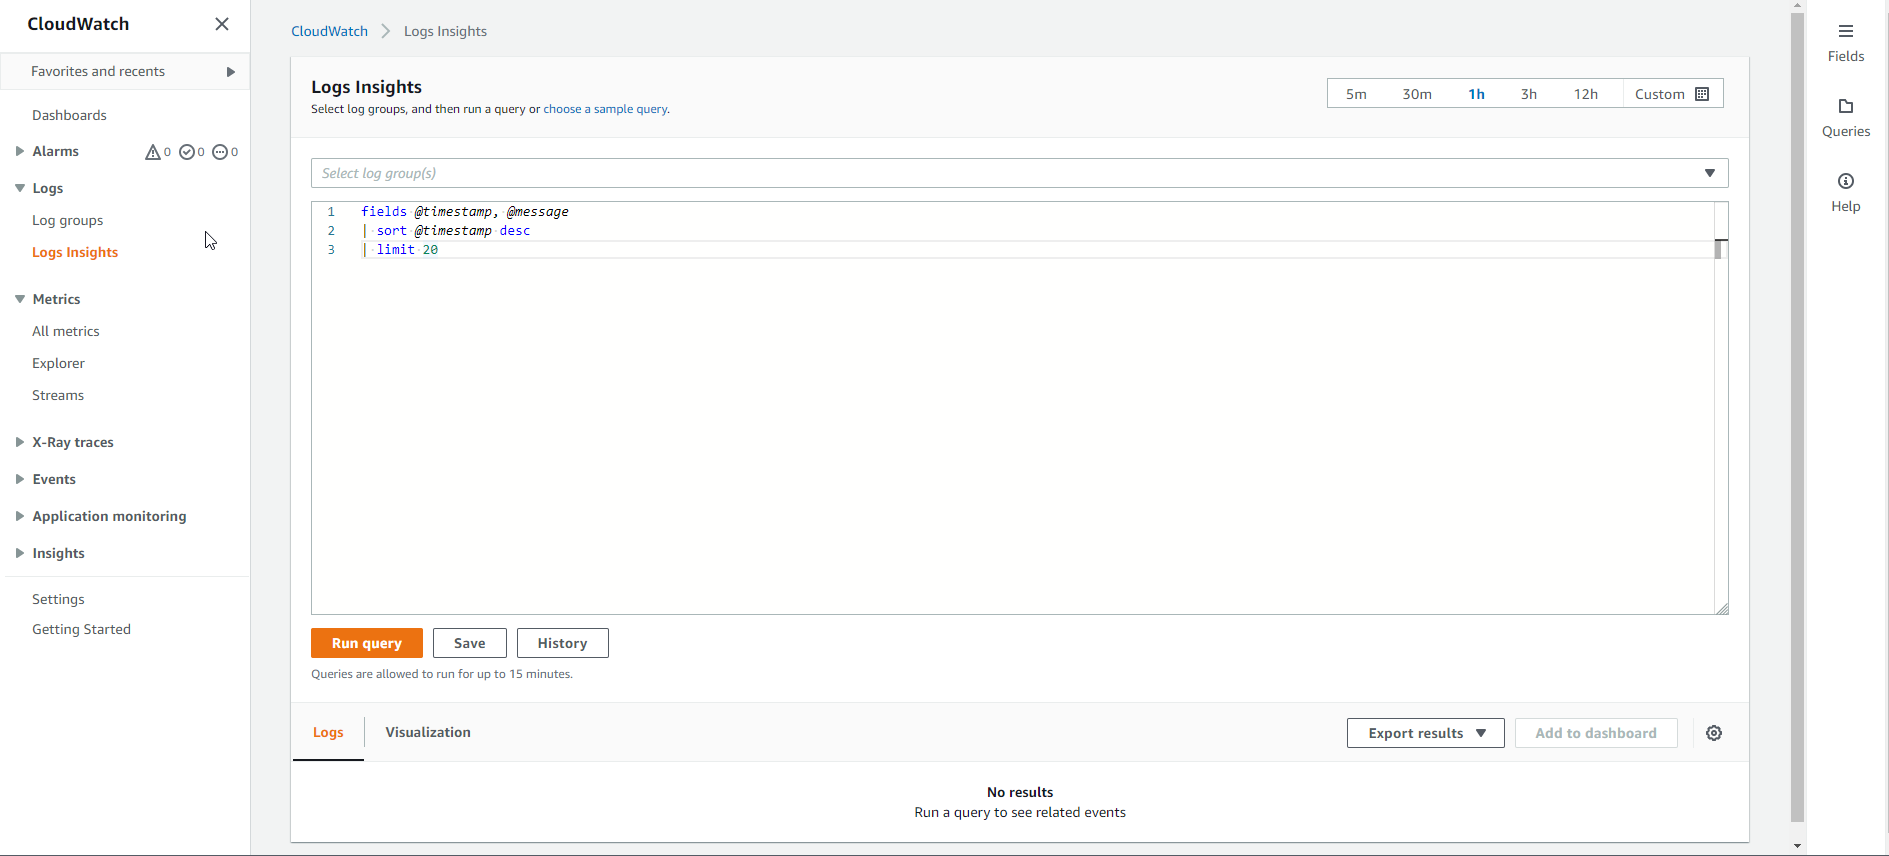 CloudWatch
Favorites and recents
Dashboards
Alarms 0 0 0
Logs
Log groups
Logs Insights
Metrics
All metrics
Explorer
Streams
X-Ray traces
Events
Application monitoring
Insights
Settings
Getting Started
CloudWatch Logs Insights
Logs Insights
Select log groups, and then run a query or choose a sample query.
5m 30m 1h 3h 12h Custom
Select log group(s)
1 fields @timestamp, @message
2 | sort @timestamp desc
3 | limit 20
Run query Save History
Queries are allowed to run for up to 15 minutes.
Logs Visualization Export results Add to dashboard
No results
Run a query to see related events
Fields
Queries
Help